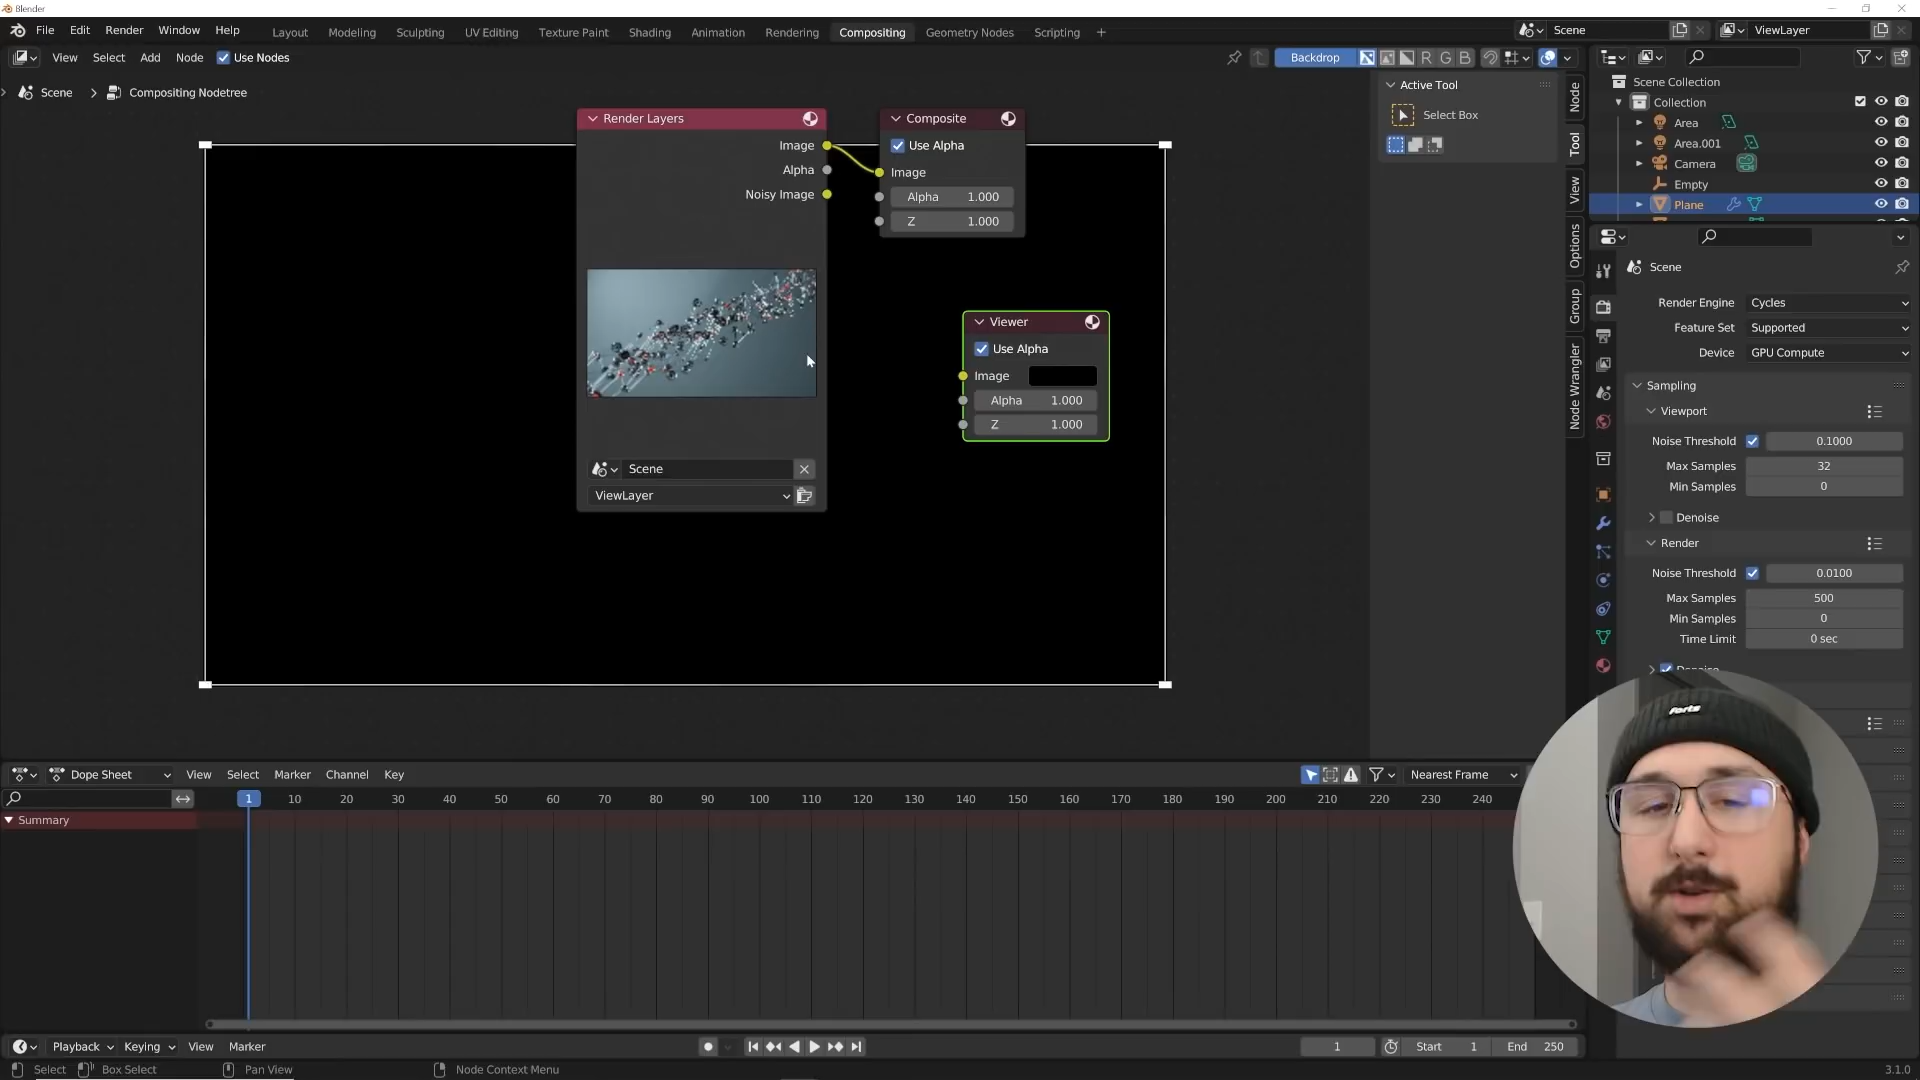 Blender
File Edit Render Window Help
Layout Modeling Sculpting UV Editing Texture Paint Shading Animation Rendering Compositing Geometry Nodes Scripting +
Scene
ViewLayer
View Select Add Node Use Nodes
Backdrop
R G B
Scene > Compositing Nodetree
Render Layers
Image
Alpha
Noisy Image
Scene
ViewLayer
Composite
Use Alpha
Image
Alpha 1.000
Z 1.000
Viewer
Use Alpha
Image
Alpha 1.000
Z 1.000
Active Tool
Select Box
Node
Tool
View
Options
Group
Node Wrangler
Scene Collection
Collection
Area
Area.001
Camera
Empty
Plane
Scene
Render Engine Cycles
Feature Set Supported
Device GPU Compute
Sampling
Viewport
Noise Threshold 0.1000
Max Samples 32
Min Samples 0
Denoise
Render
Noise Threshold 0.0100
Max Samples 500
Min Samples 0
Time Limit 0 sec
Denoise
Dope Sheet View Select Marker Channel Key
Nearest Frame
1 10 20 30 40 50 60 70 80 90 100 110 120 130 140 150 160 170 180 190 200 210 220 230 240
Summary
Playback Keying View Marker
1 Start 1 End 250
Select Box Select Pan View Node Context Menu
3.1.0